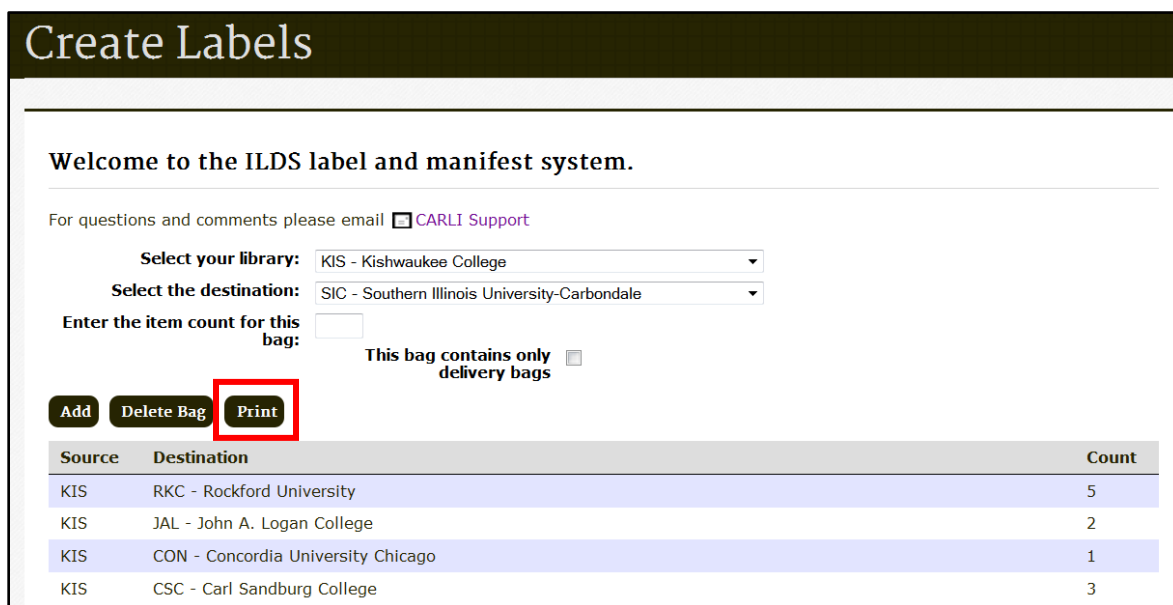 Create Labels
Welcome to the ILDS label and manifest system.
For questions and comments please email CARLI Support
Select your library: KIS - Kishwaukee College
Select the destination: SIC - Southern Illinois University-Carbondale
Enter the item count for this
bag:
This bag contains only
delivery bags
Add Delete Bag Print
Source Destination Count
KIS RKC - Rockford University 5
KIS JAL - John A. Logan College 2
KIS CON - Concordia University Chicago 1
KIS CSC - Carl Sandburg College 3